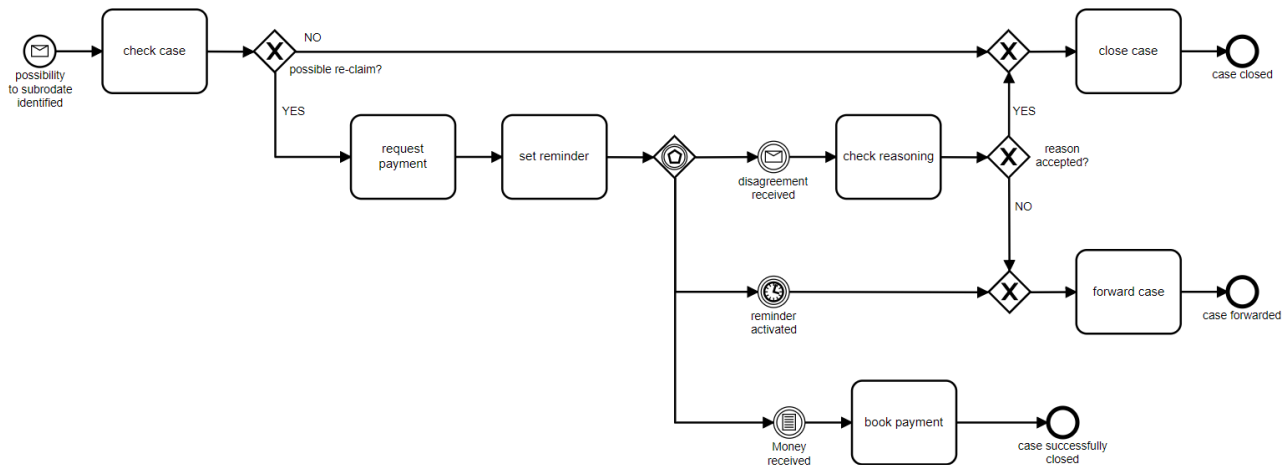 check case
possibility
to subrodate
identified
NO
possible re-claim?
YES
close case
case closed
request
payment
set reminder
disagreement
received
check reasoning
YES
reason
accepted?
NO
reminder
activated
forward case
case forwarded
Money
received
book payment
case successfully
closed